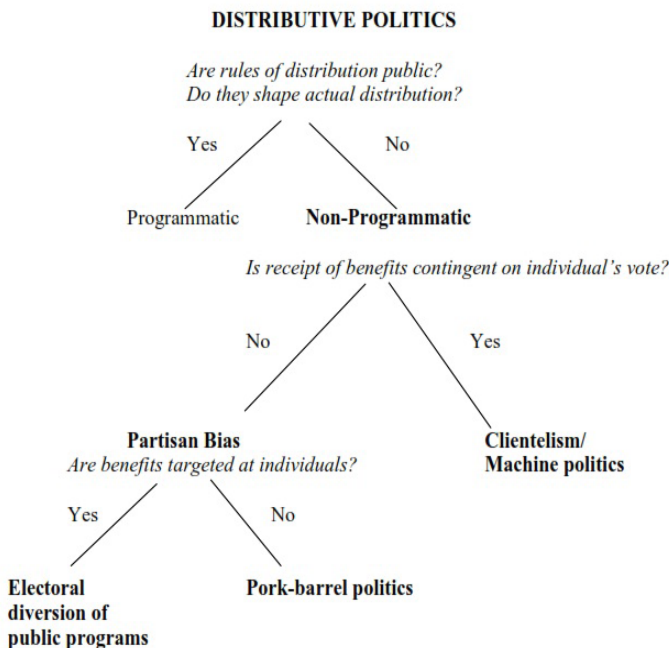 DISTRIBUTIVE POLITICS
Are rules of distribution public?
Do they shape actual distribution?
Yes
No
Programmatic
Non-Programmatic
Is receipt of benefits contingent on individual's vote?
No
Yes
Partisan Bias
Are benefits targeted at individuals?
Clientelism/
Machine politics
Yes
No
Electoral
diversion of
public programs
Pork-barrel politics